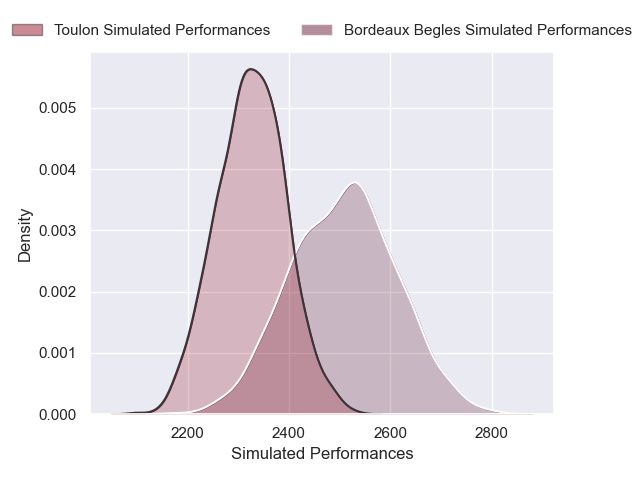 Toulon Simulated Performances Bordeaux Begles Simulated Performances
0.005
0.004
0.003
0.002
0.001
0.000
Density
2200 2400 2600 2800
Simulated Performances